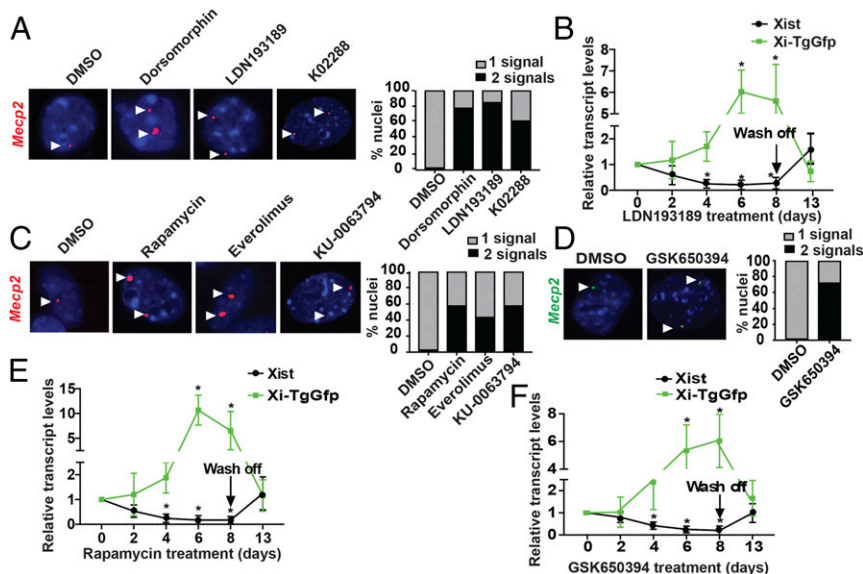 A
DMSO
Dorsomorphin
LDN193189
K02288
Mecp2
1 signal
2 signals
% nuclei
100
80
60
40
20
0
DMSO
Dorsomorphin
LDN193189
K02288
B
Xist
Xi-TgGfp
Relative transcript levels
8
6
4
2
1
0
* *
Wash off
* * *
0 2 4 6 8 13
LDN193189 treatment (days)
C
DMSO
Rapamycin
Everolimus
KU-0063794
Mecp2
1 signal
2 signals
% nuclei
100
80
60
40
20
0
DMSO
Rapamycin
Everolimus
KU-0063794
D
DMSO
GSK650394
Mecp2
1 signal
2 signals
% nuclei
100
80
60
40
20
0
DMSO
GSK650394
E
Xist
Xi-TgGfp
Relative transcript levels
15
10
5
2
1
0
* *
Wash off
* * *
0 2 4 6 8 13
Rapamycin treatment (days)
F
Xist
Xi-TgGfp
Relative transcript levels
8
6
4
2
1
0
* *
Wash off
* * *
0 2 4 6 8 13
GSK650394 treatment (days)